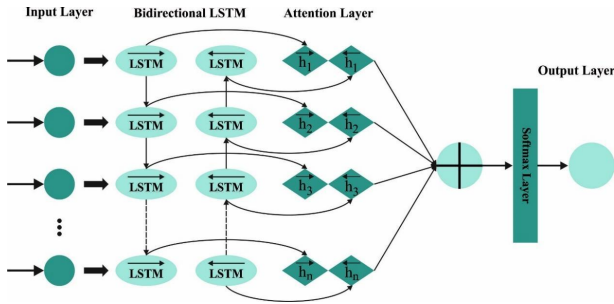 Input Layer Bidirectional LSTM Attention Layer
LSTM LSTM h1 h1
Output Layer
LSTM LSTM h2 h2
Softmax Layer
LSTM LSTM h3 h3
LSTM LSTM hn hn